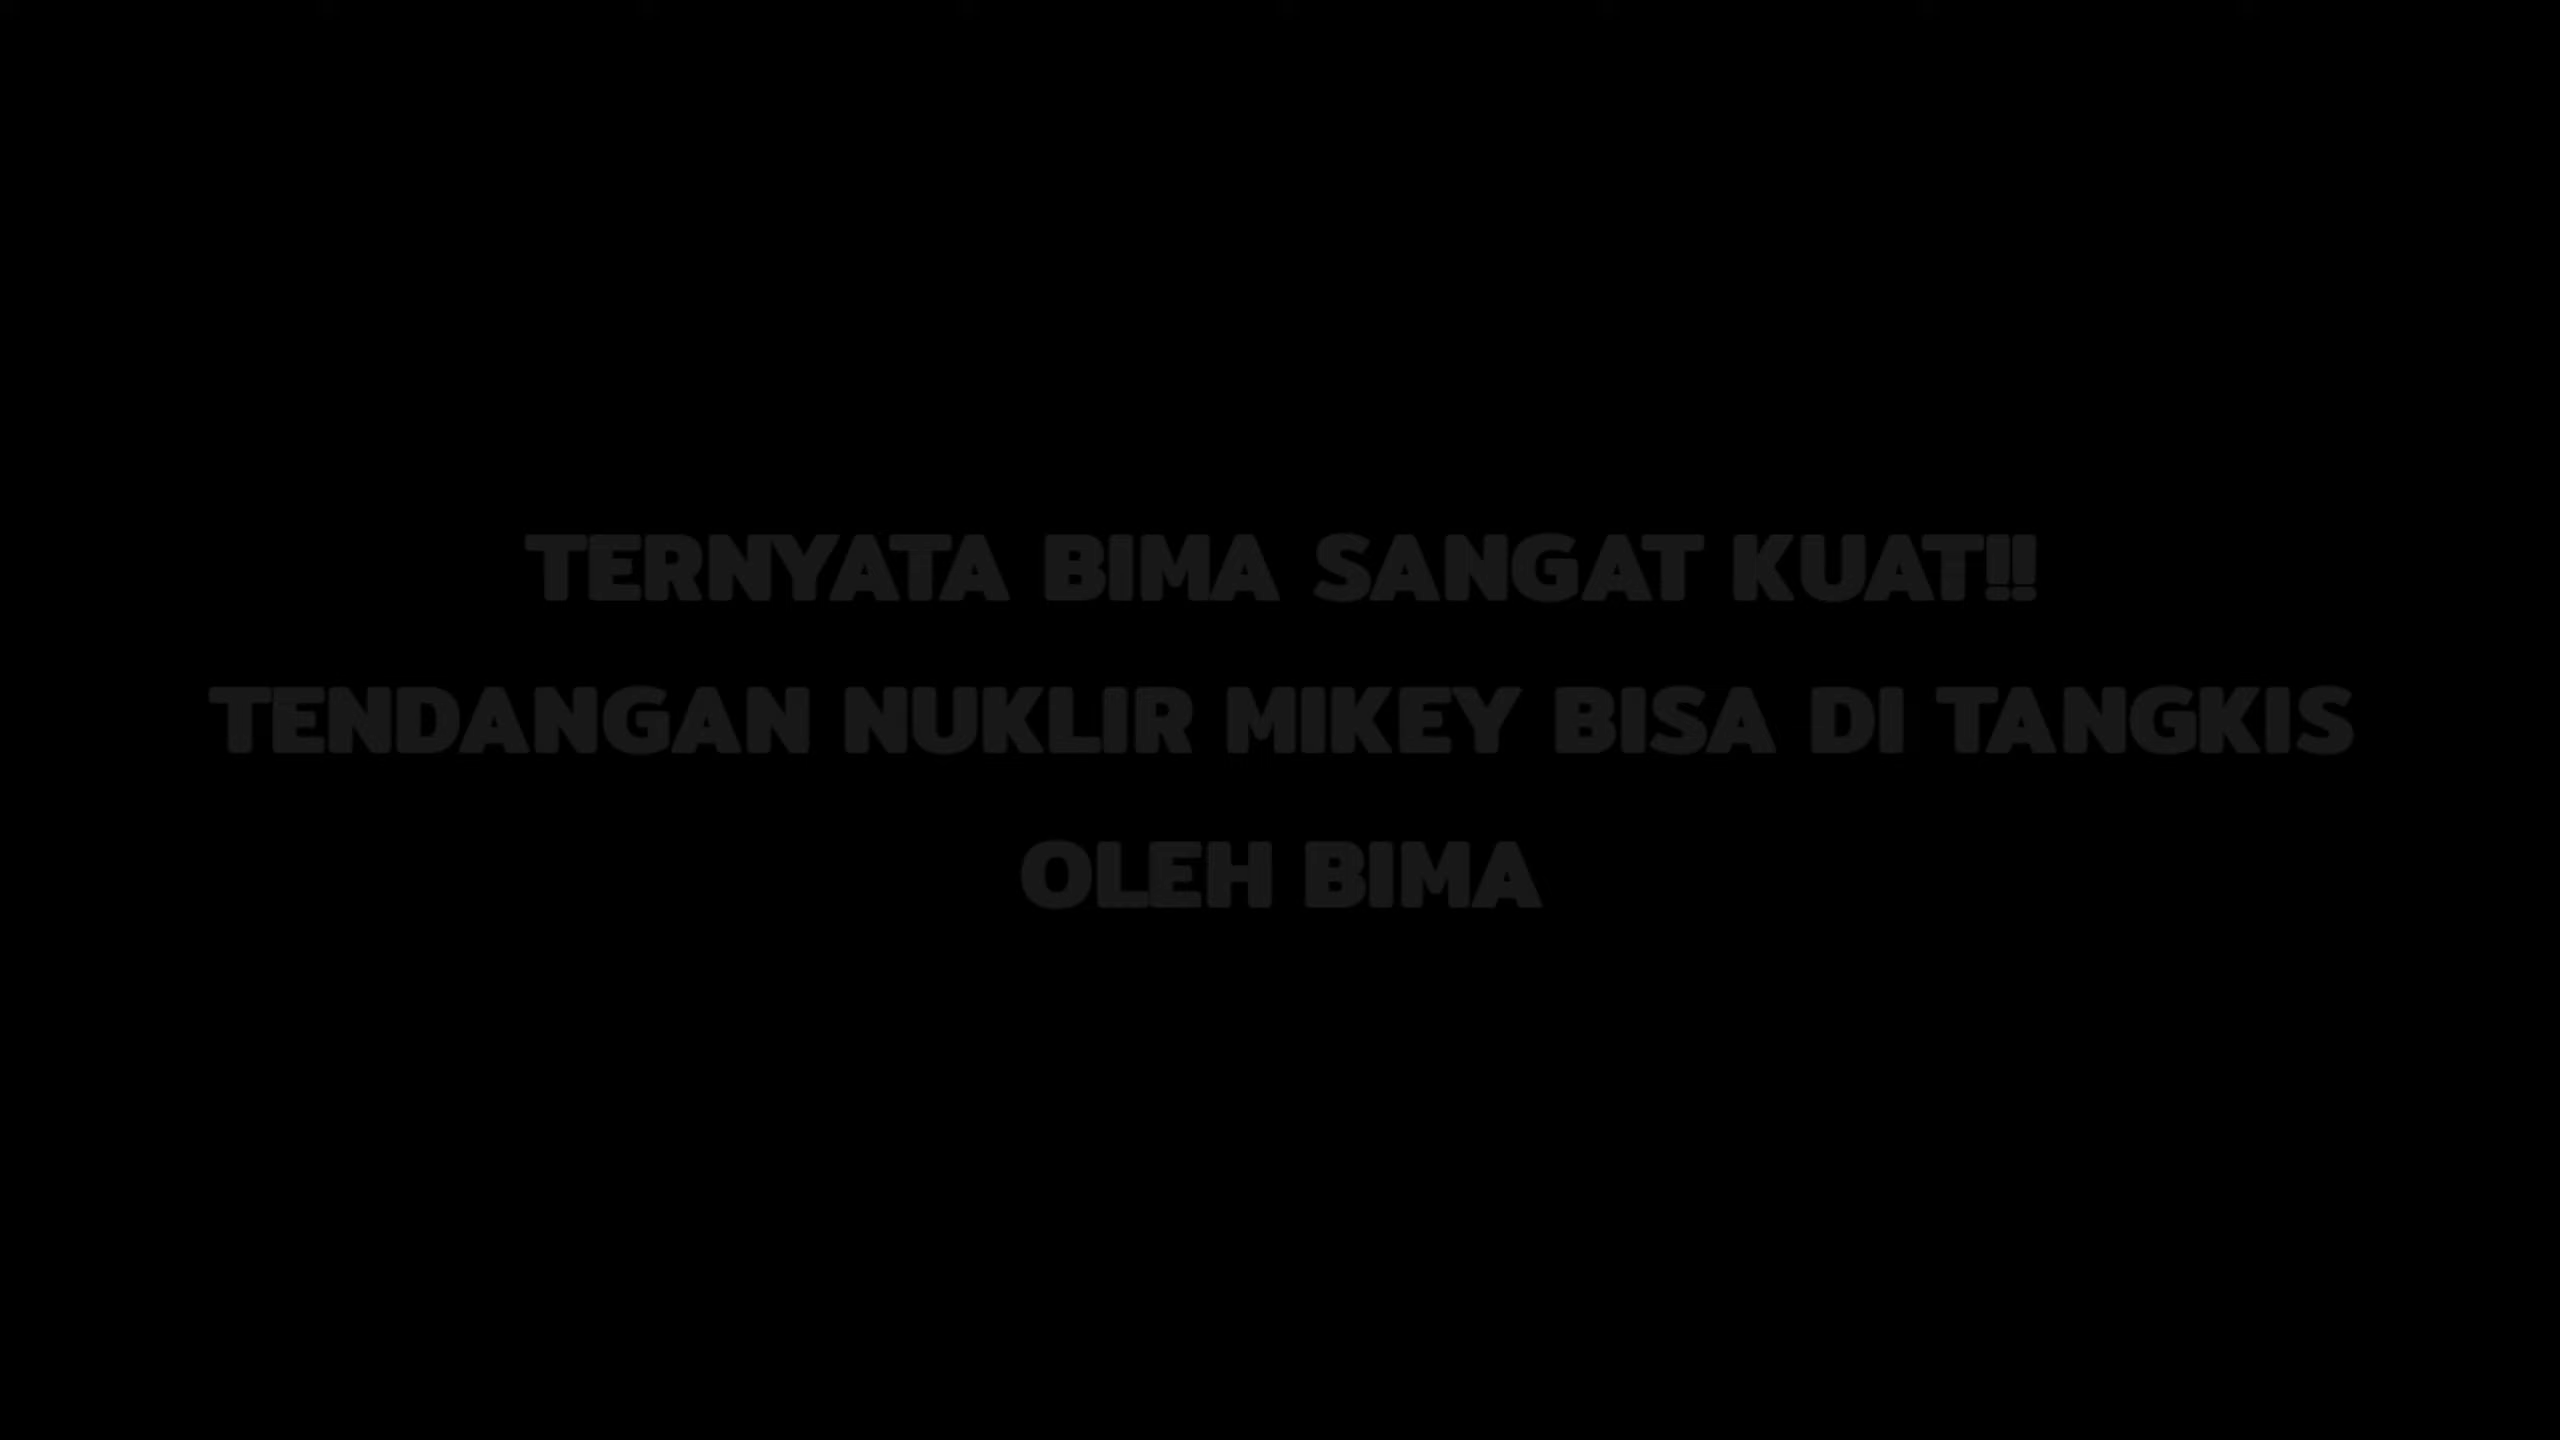 TERNYATA BIMA SANGAT KUAT!!
TENDANGAN NUKLIR MIKEY BISA DI TANGKIS
OLEH BIMA